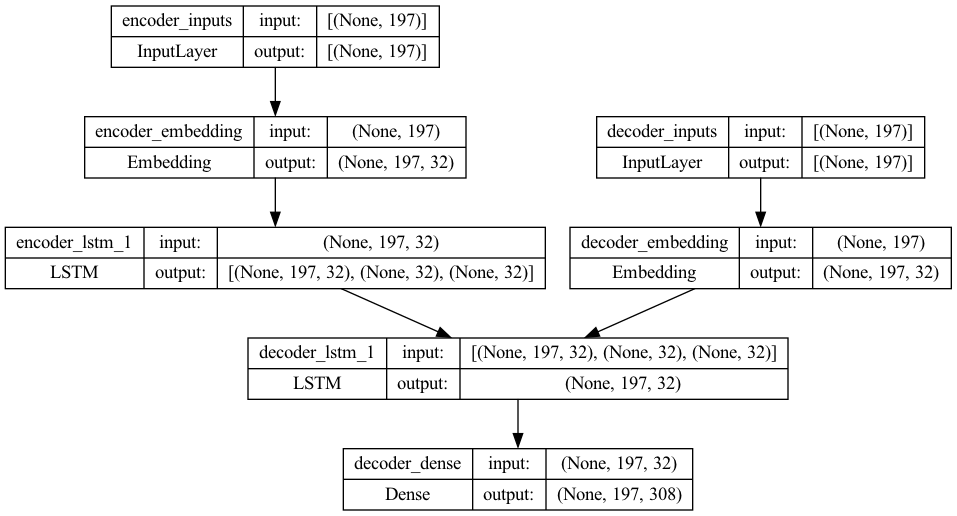 encoder_inputs input: [(None, 197)]
InputLayer output: [(None, 197)]
encoder_embedding input: (None, 197)
Embedding output: (None, 197, 32)
decoder_inputs input: [(None, 197)]
InputLayer output: [(None, 197)]
encoder_lstm_1 input: (None, 197, 32)
LSTM output: [(None, 197, 32), (None, 32), (None, 32)]
decoder_embedding input: (None, 197)
Embedding output: (None, 197, 32)
decoder_lstm_1 input: [(None, 197, 32), (None, 32), (None, 32)]
LSTM output: (None, 197, 32)
decoder_dense input: (None, 197, 32)
Dense output: (None, 197, 308)